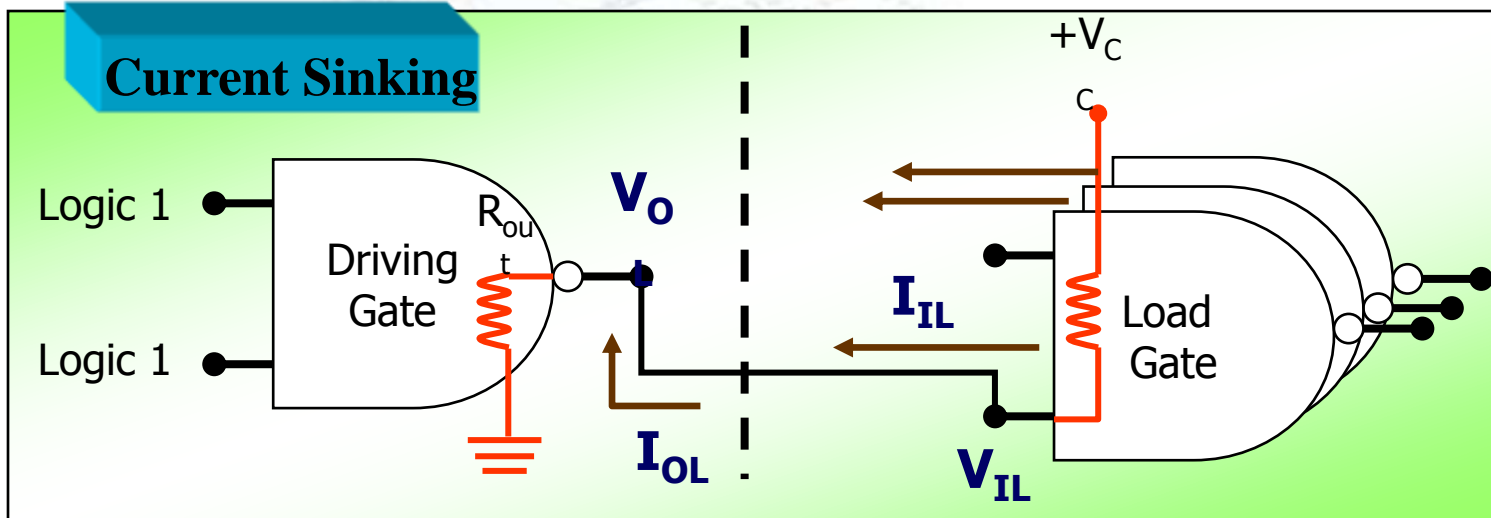 Current Sinking
+VC
C
Logic 1
Rou
t
VO
L
Driving
Gate
Logic 1
IOL
IIL
Load
Gate
VIL